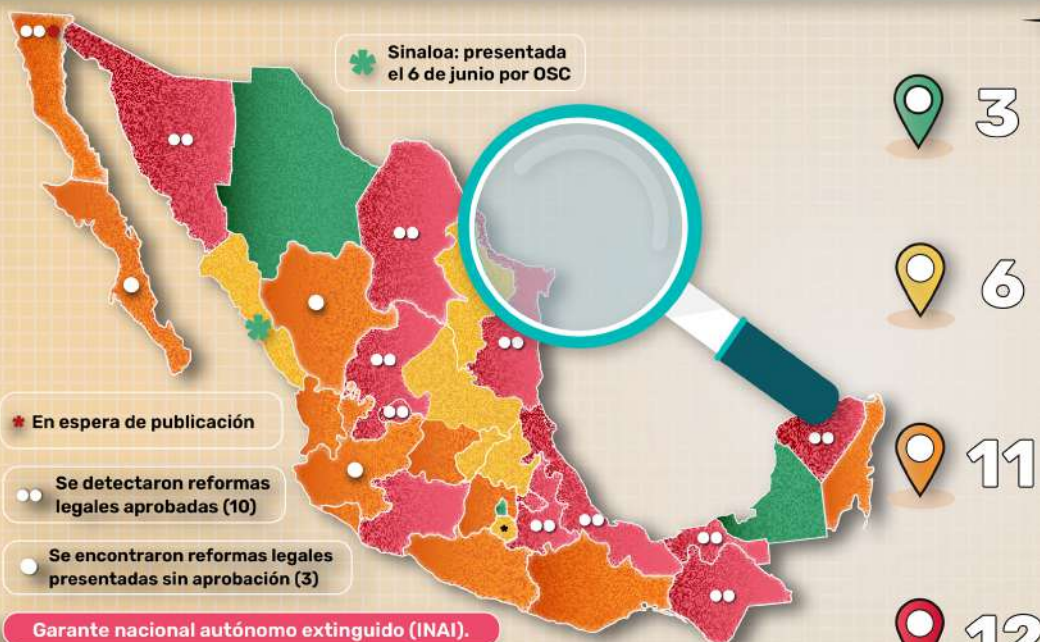 Sinaloa: presentada
el 6 de junio por OSC
3
6
11
12
* En espera de publicación
Se detectaron reformas
legales aprobadas (10)
Se encontraron reformas legales
presentadas sin aprobación (3)
Garante nacional autónomo extinguido (INAI).